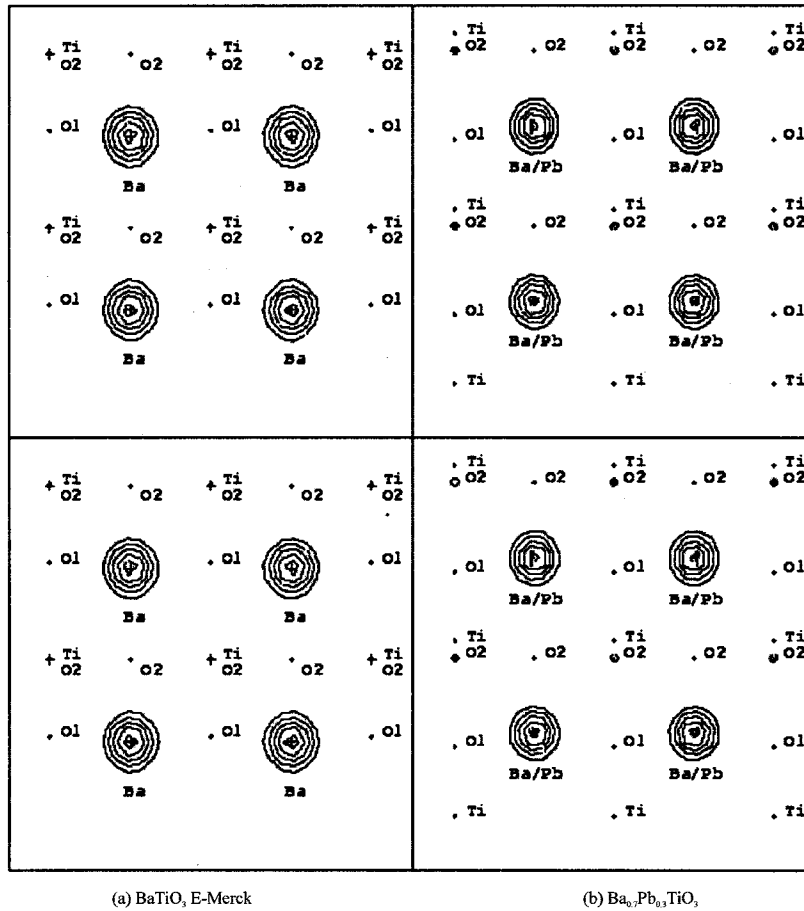 Ti Ti Ti
O2 O2 O2 O2 O2
O1 O1 O1
Ba Ba
Ti Ti Ti
O2 O2 O2 O2 O2
O1 O1 O1
Ba Ba
Ti Ti Ti
O2 O2 O2 O2 O2
O1 O1 O1
Ba/Pb Ba/Pb
Ti Ti Ti
O2 O2 O2 O2 O2
O1 O1 O1
Ba/Pb Ba/Pb
Ti Ti Ti
Ti Ti Ti
O2 O2 O2 O2 O2
O1 O1 O1
Ba Ba
Ti Ti Ti
O2 O2 O2 O2 O2
O1 O1 O1
Ba Ba
Ti Ti Ti
O2 O2 O2 O2 O2
O1 O1 O1
Ba/Pb Ba/Pb
Ti Ti Ti
O2 O2 O2 O2 O2
O1 O1 O1
Ba/Pb Ba/Pb
Ti Ti Ti
(a) BaTiO₃ E-Merck
(b) Ba₀.₇Pb₀.₃TiO₃